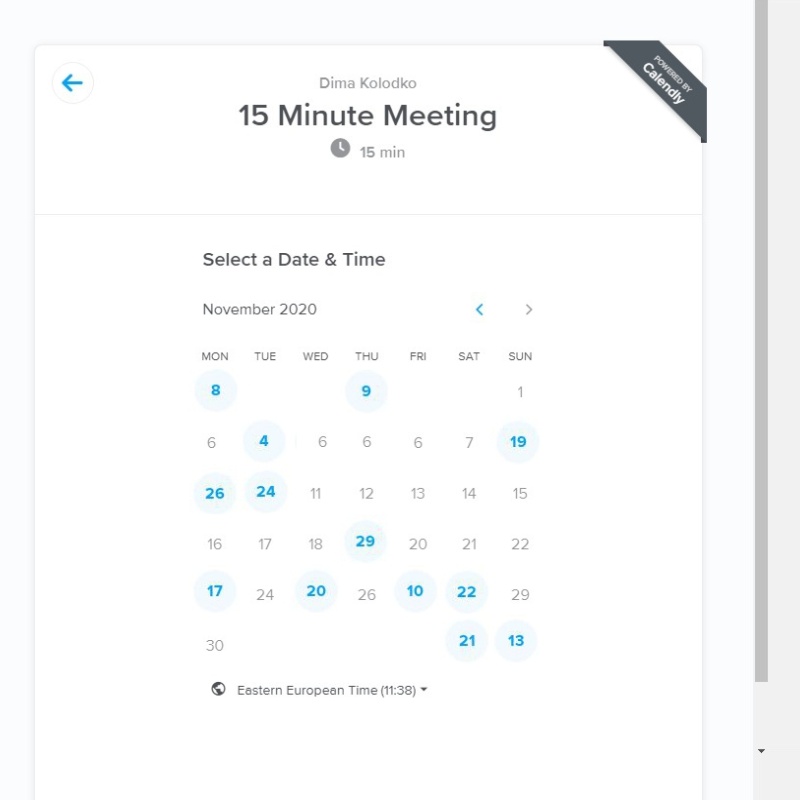 POWERED BY
Calendly
Dima Kolodko
15 Minute Meeting
15 min
Select a Date & Time
November 2020
MON TUE WED THU FRI SAT SUN
8 9 1
6 4 6 6 6 7 19
26 24 11 12 13 14 15
16 17 18 29 20 21 22
17 24 20 26 10 22 29
30 21 13
Eastern European Time (11:38)